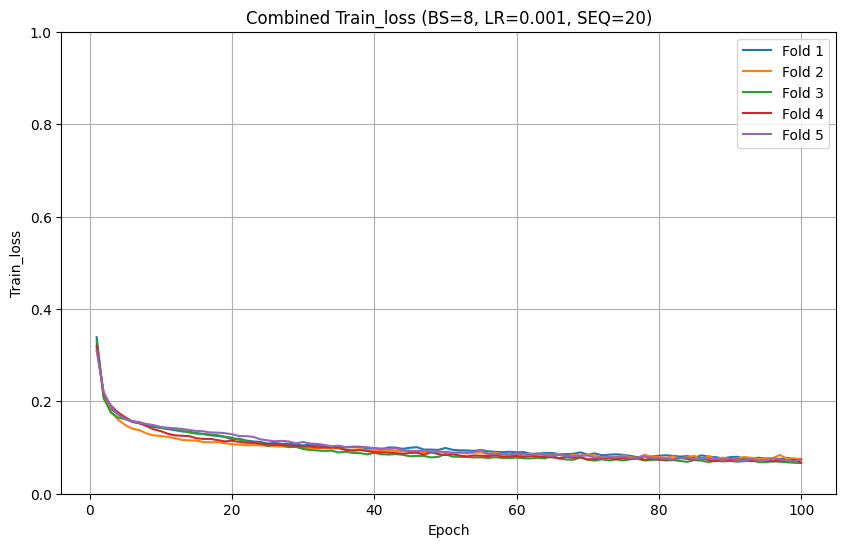 Combined Train_loss (BS=8, LR=0.001, SEQ=20)
1.0
0.8
0.6
0.4
0.2
0.0
Train_loss
0
20
40
60
80
100
Epoch
Fold 1
Fold 2
Fold 3
Fold 4
Fold 5